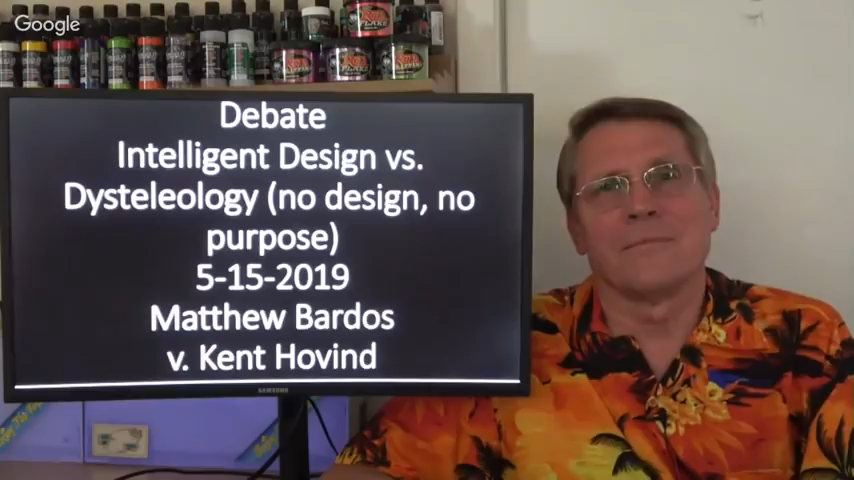 Google
Debate
Intelligent Design vs.
Dysteleology (no design, no
purpose)
5-15-2019
Matthew Bardos
v. Kent Hovind
SAMSUNG